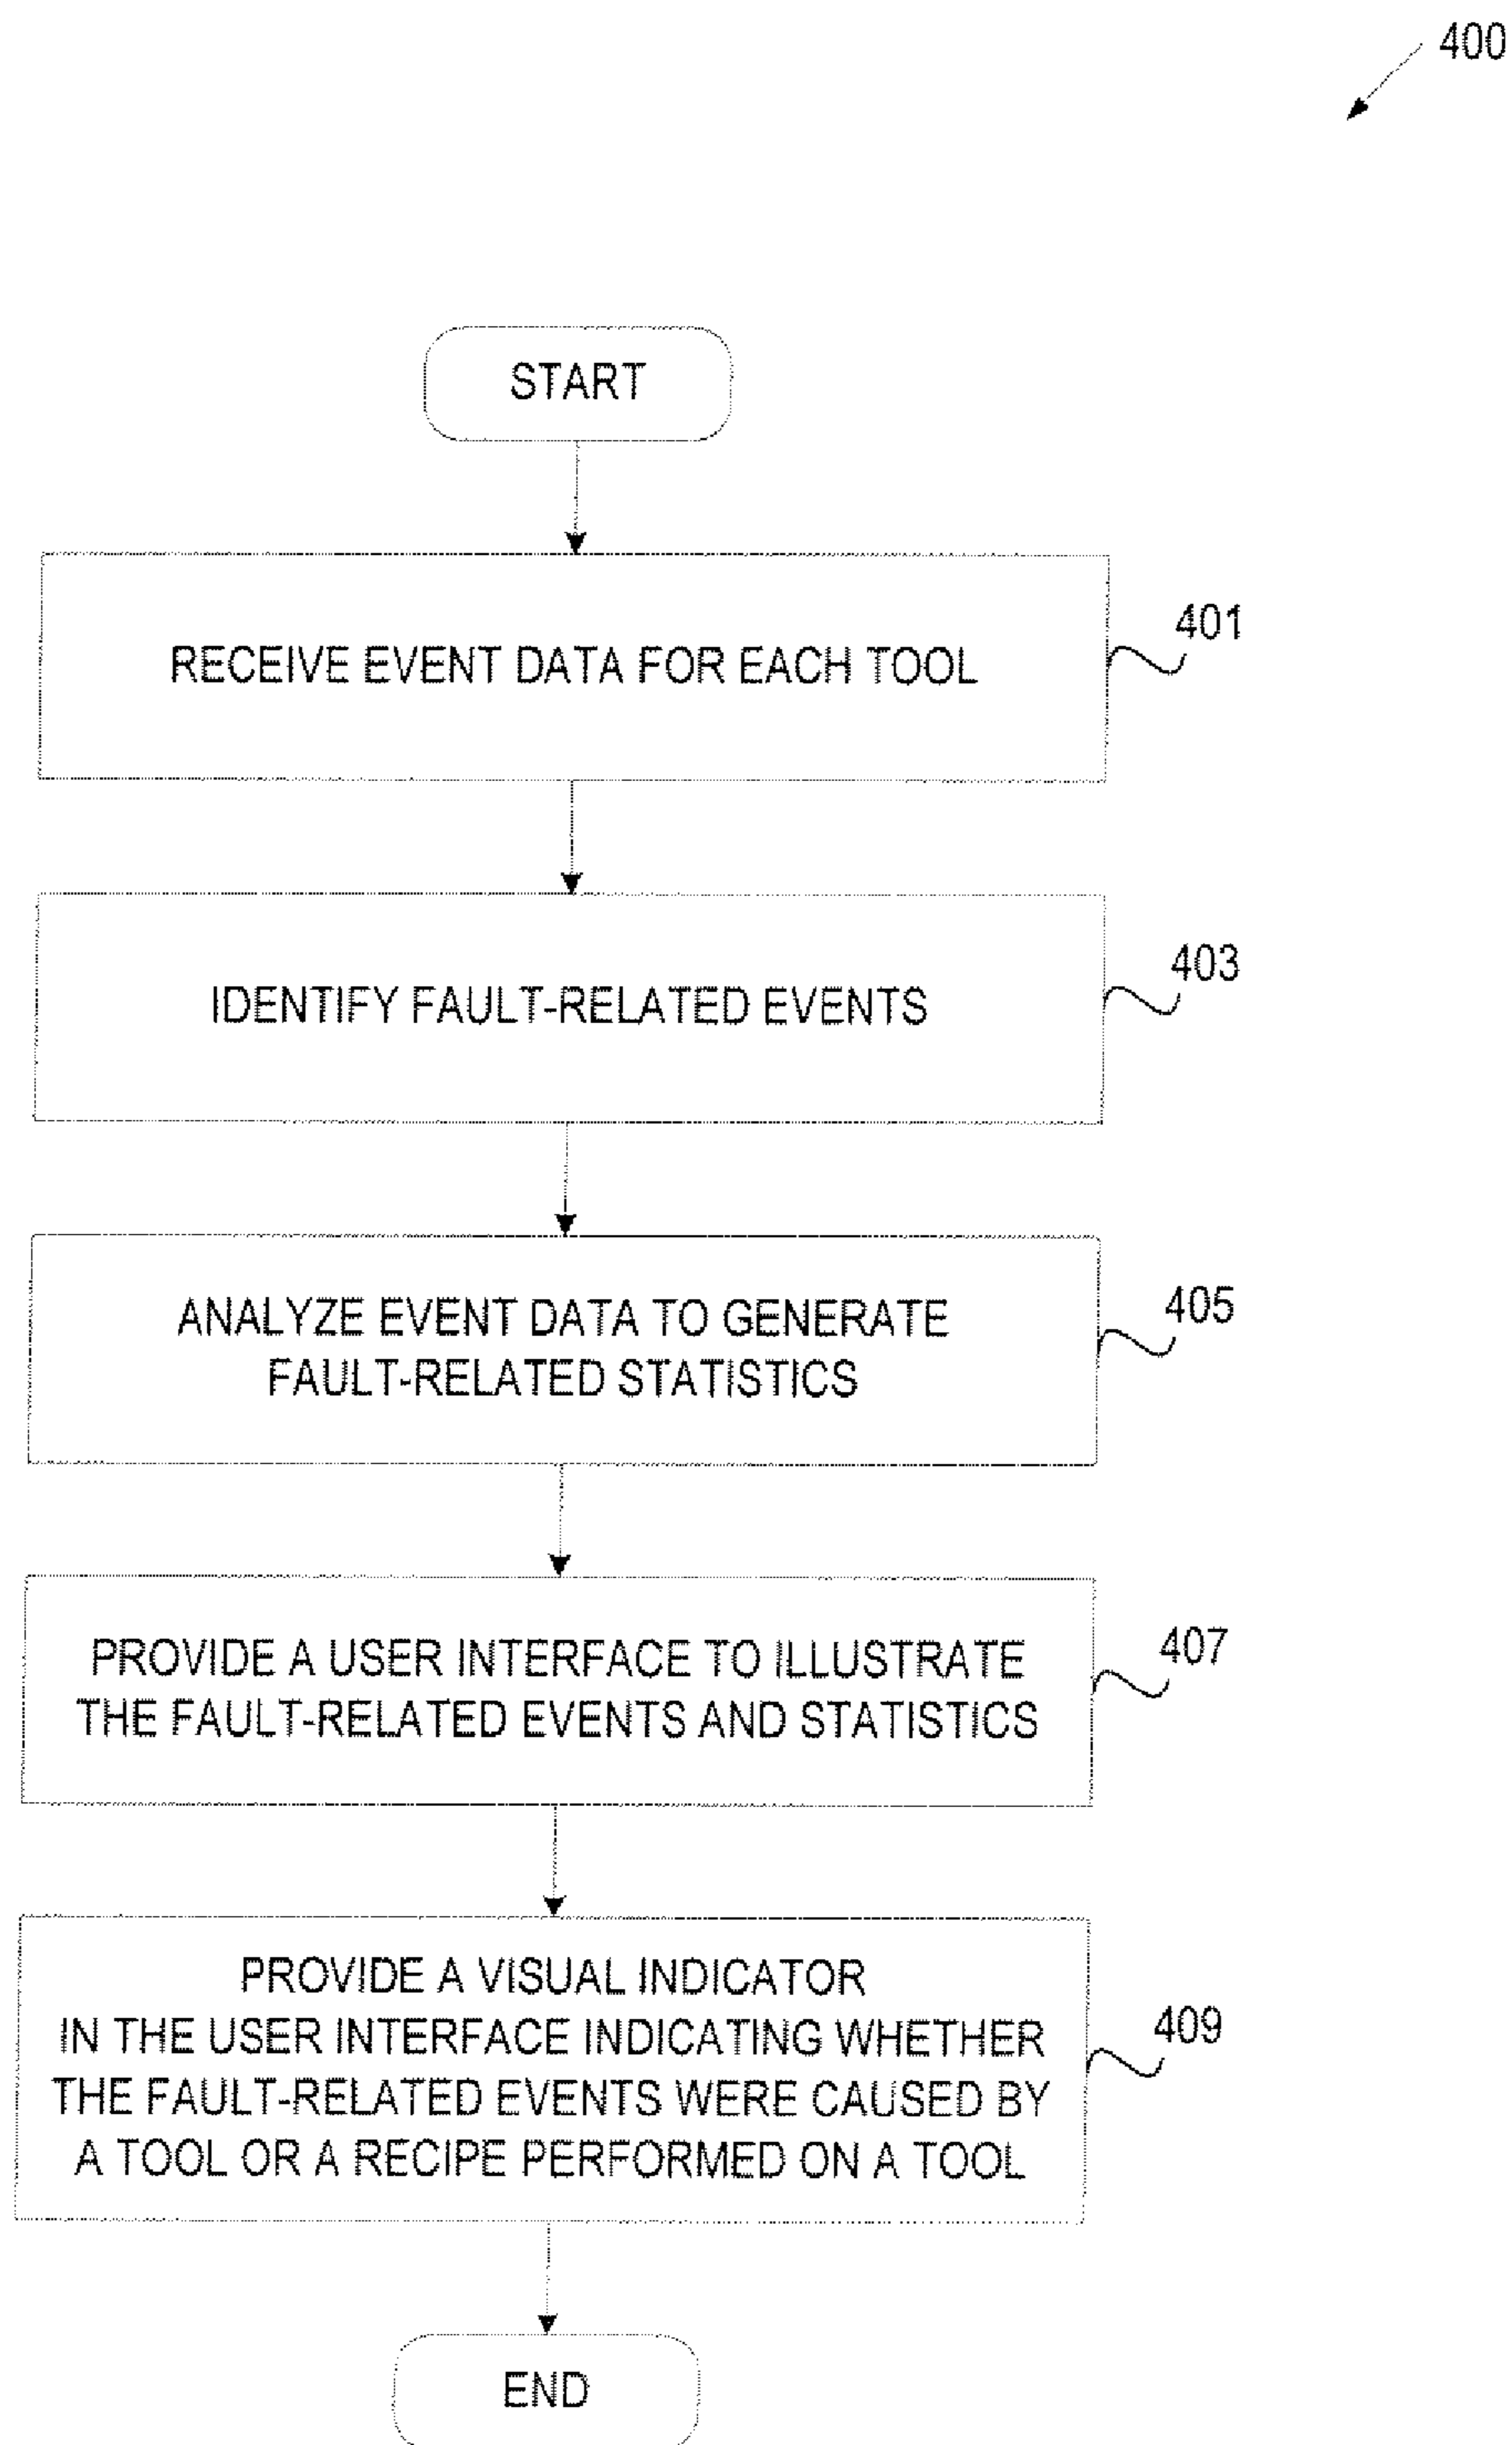 400
START
RECEIVE EVENT DATA FOR EACH TOOL
401
IDENTIFY FAULT-RELATED EVENTS
403
ANALYZE EVENT DATA TO GENERATE
FAULT-RELATED STATISTICS
405
PROVIDE A USER INTERFACE TO ILLUSTRATE
THE FAULT-RELATED EVENTS AND STATISTICS
407
PROVIDE A VISUAL INDICATOR
IN THE USER INTERFACE INDICATING WHETHER
THE FAULT-RELATED EVENTS WERE CAUSED BY
A TOOL OR A RECIPE PERFORMED ON A TOOL
409
END